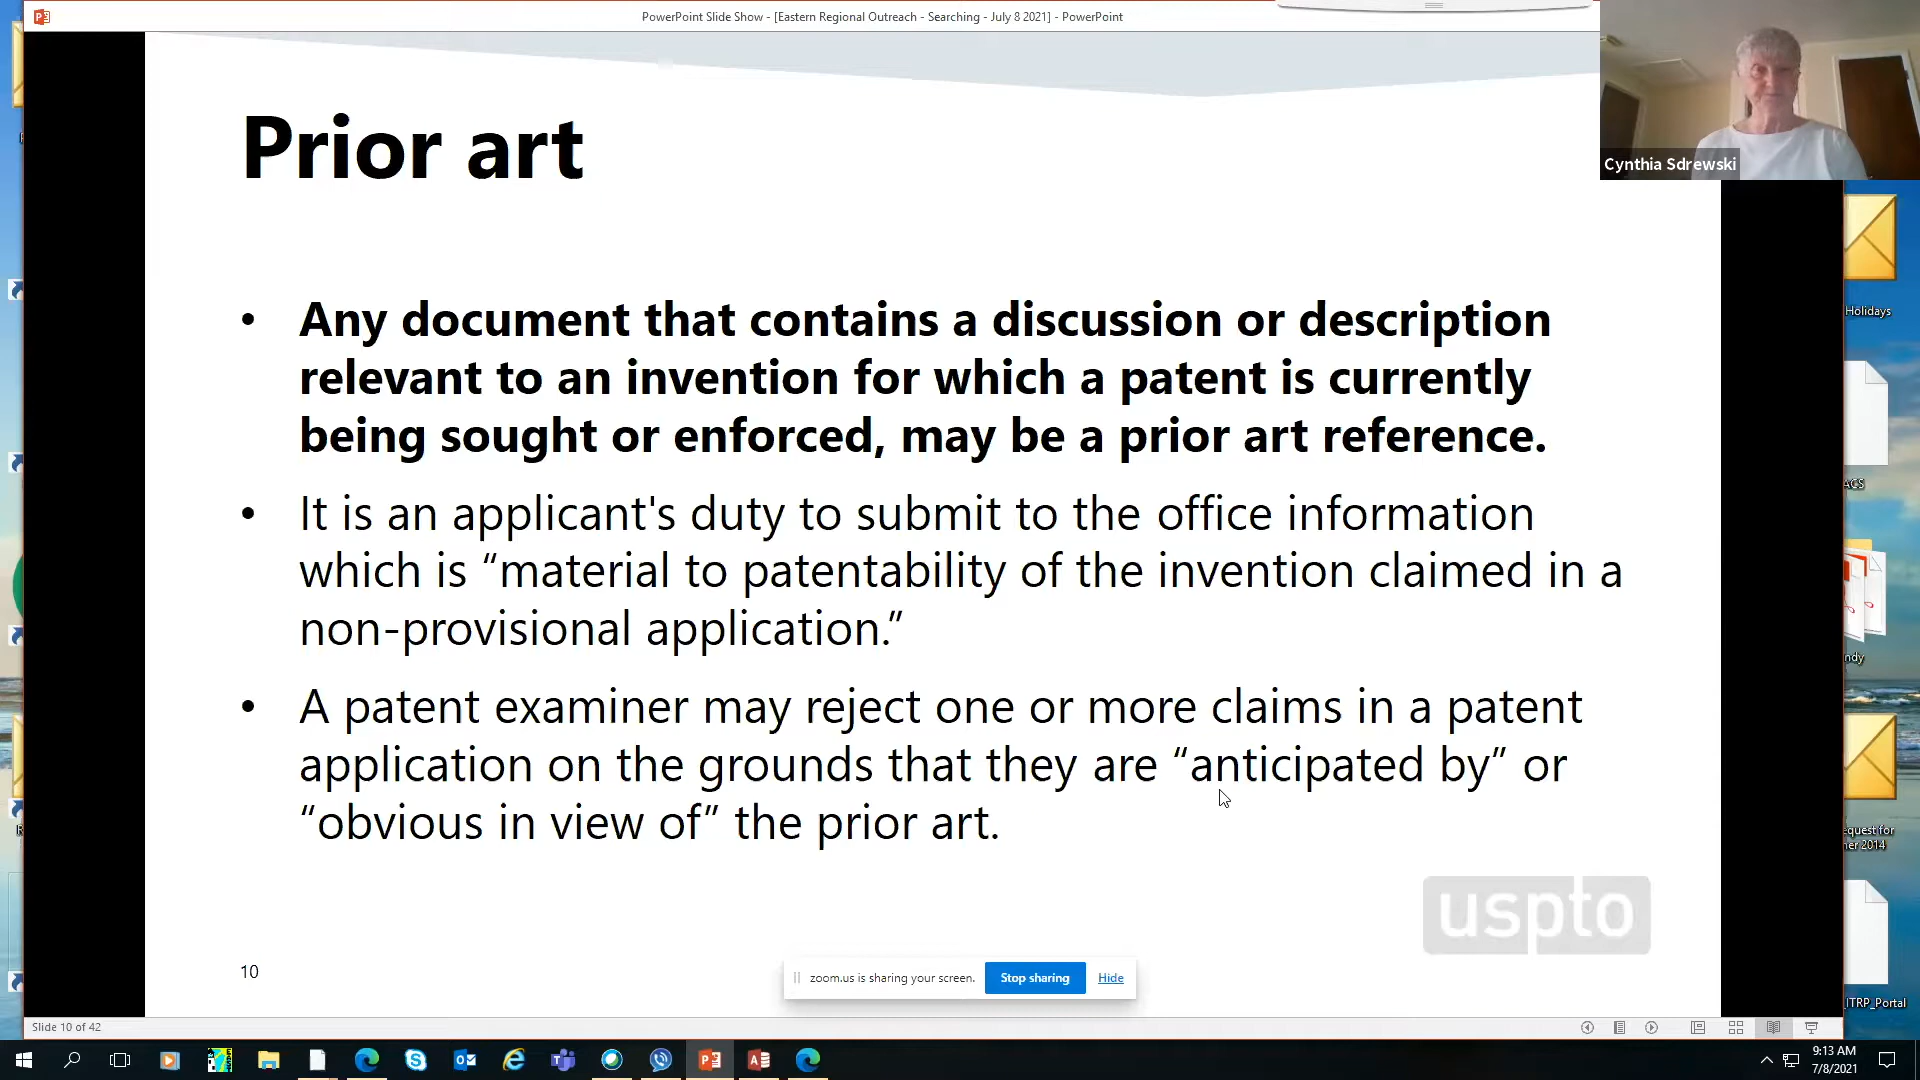 PowerPoint Slide Show - [Eastern Regional Outreach - Searching - July 8 2021] - PowerPoint
Cynthia Sdrewski
Prior art
• Any document that contains a discussion or description
relevant to an invention for which a patent is currently
being sought or enforced, may be a prior art reference.
• It is an applicant's duty to submit to the office information
which is “material to patentability of the invention claimed in a
non-provisional application.”
• A patent examiner may reject one or more claims in a patent
application on the grounds that they are “anticipated by” or
“obvious in view of” the prior art.
uspto
10
zoom.us is sharing your screen.
Stop sharing
Hide
Slide 10 of 42
Holidays
ACS
ndy
equest for
ner 2014
ITRP_Portal
9:13 AM
7/8/2021